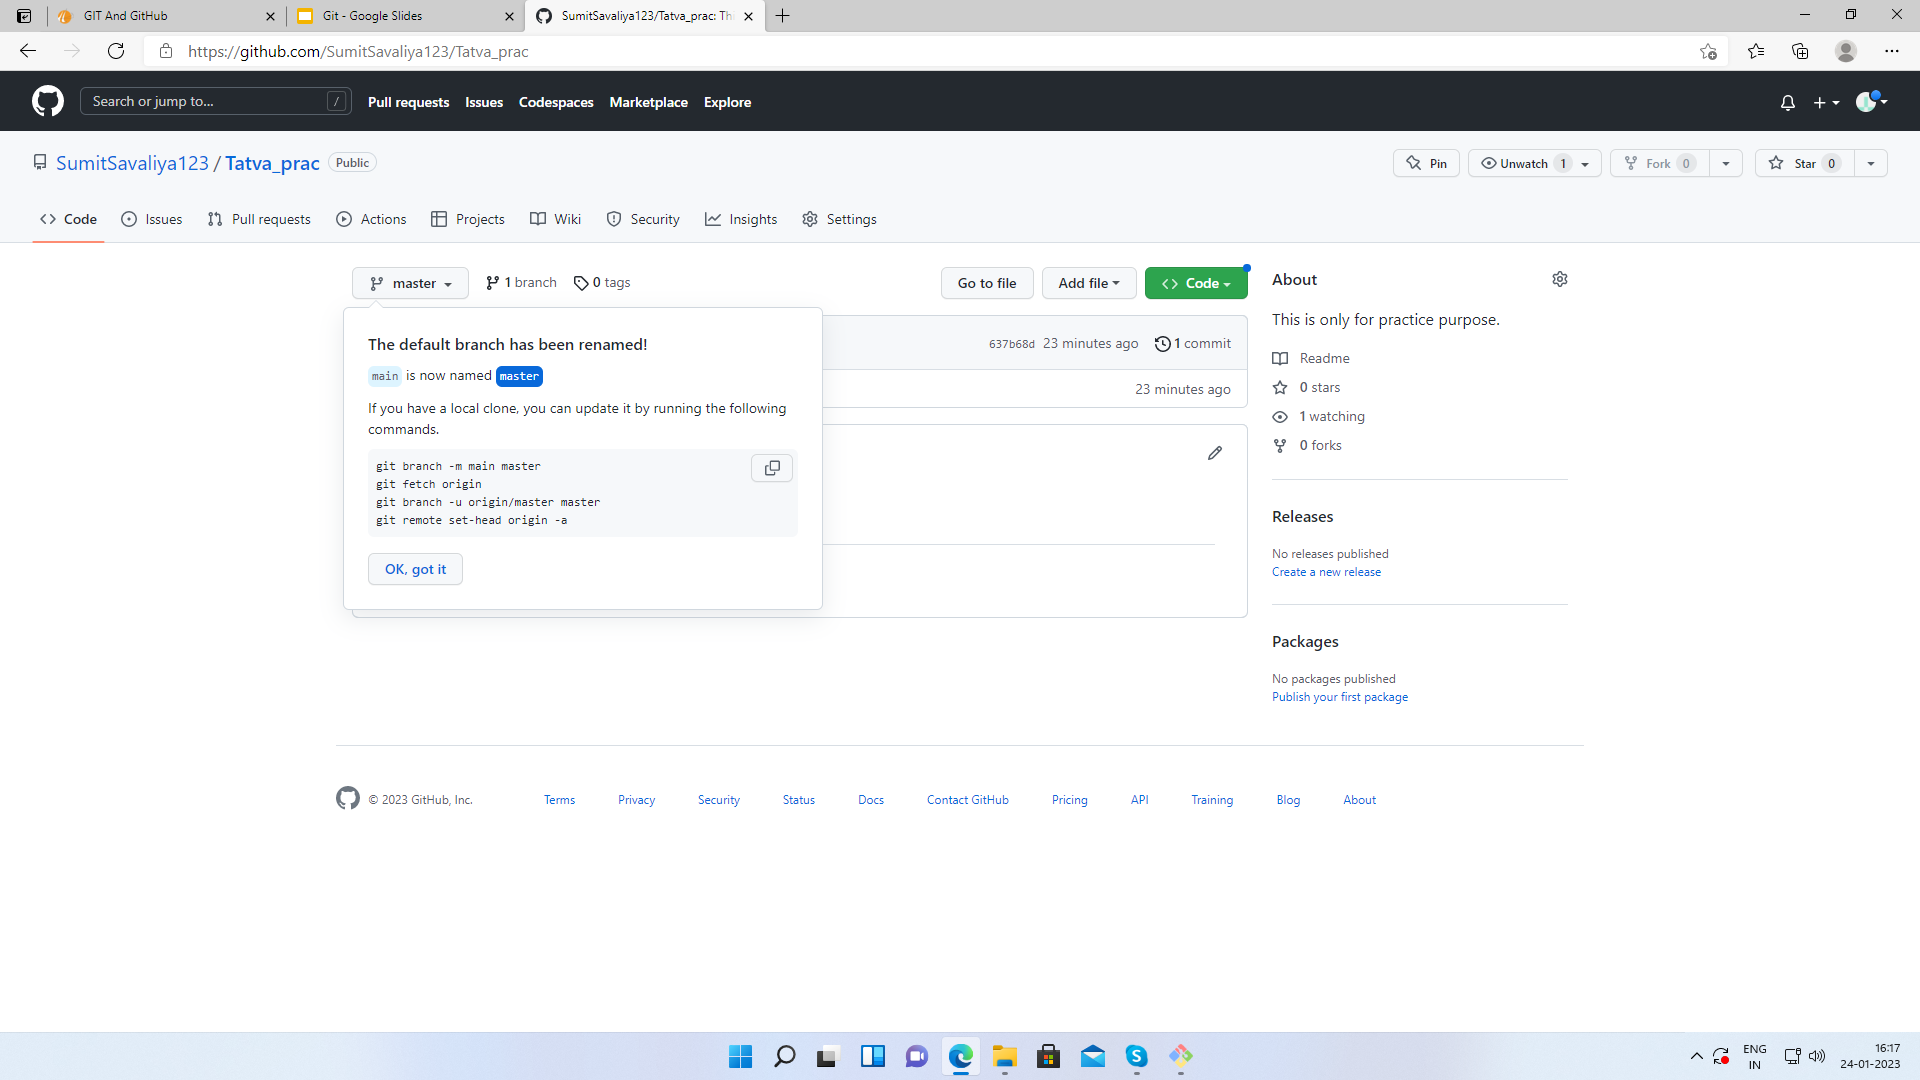 GIT And GitHub
Git - Google Slides
SumitSavaliya123/Tatva_prac: Thi
https://github.com/SumitSavaliya123/Tatva_prac
Search or jump to...
/
Pull requests
Issues
Codespaces
Marketplace
Explore
SumitSavaliya123 / Tatva_prac
Public
Pin
Unwatch 1
Fork 0
Star 0
Code
Issues
Pull requests
Actions
Projects
Wiki
Security
Insights
Settings
master
1 branch
0 tags
Go to file
Add file
Code
The default branch has been renamed!
main is now named master
If you have a local clone, you can update it by running the following
commands.
git branch -m main master
git fetch origin
git branch -u origin/master master
git remote set-head origin -a
OK, got it
637b68d 23 minutes ago
1 commit
23 minutes ago
About
This is only for practice purpose.
Readme
0 stars
1 watching
0 forks
Releases
No releases published
Create a new release
Packages
No packages published
Publish your first package
© 2023 GitHub, Inc.
Terms
Privacy
Security
Status
Docs
Contact GitHub
Pricing
API
Training
Blog
About
ENG
IN
16:17
24-01-2023